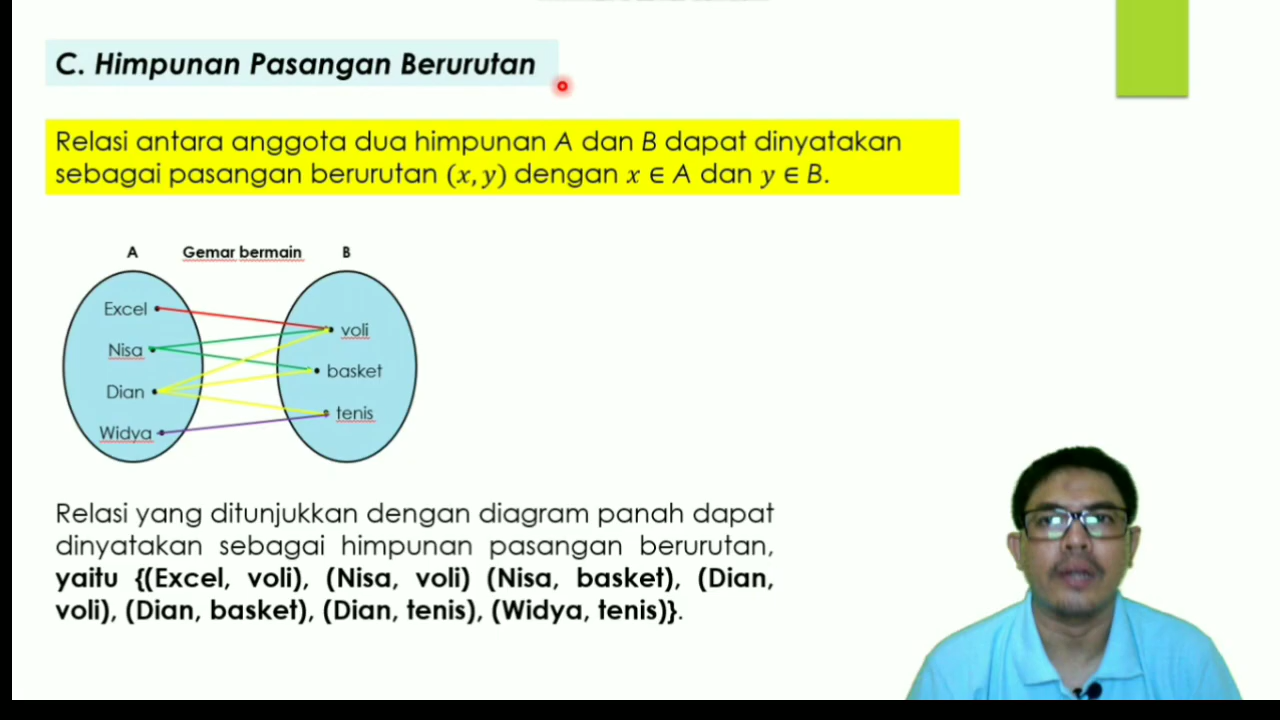 C. Himpunan Pasangan Berurutan
Relasi antara anggota dua himpunan A dan B dapat dinyatakan
sebagai pasangan berurutan (x, y) dengan x ∈ A dan y ∈ B.
A Gemar bermain B
Excel
voli
Nisa
basket
Dian
tenis
Widya
Relasi yang ditunjukkan dengan diagram panah dapat
dinyatakan sebagai himpunan pasangan berurutan,
yaitu {(Excel, voli), (Nisa, voli) (Nisa, basket), (Dian,
voli), (Dian, basket), (Dian, tenis), (Widya, tenis)}.